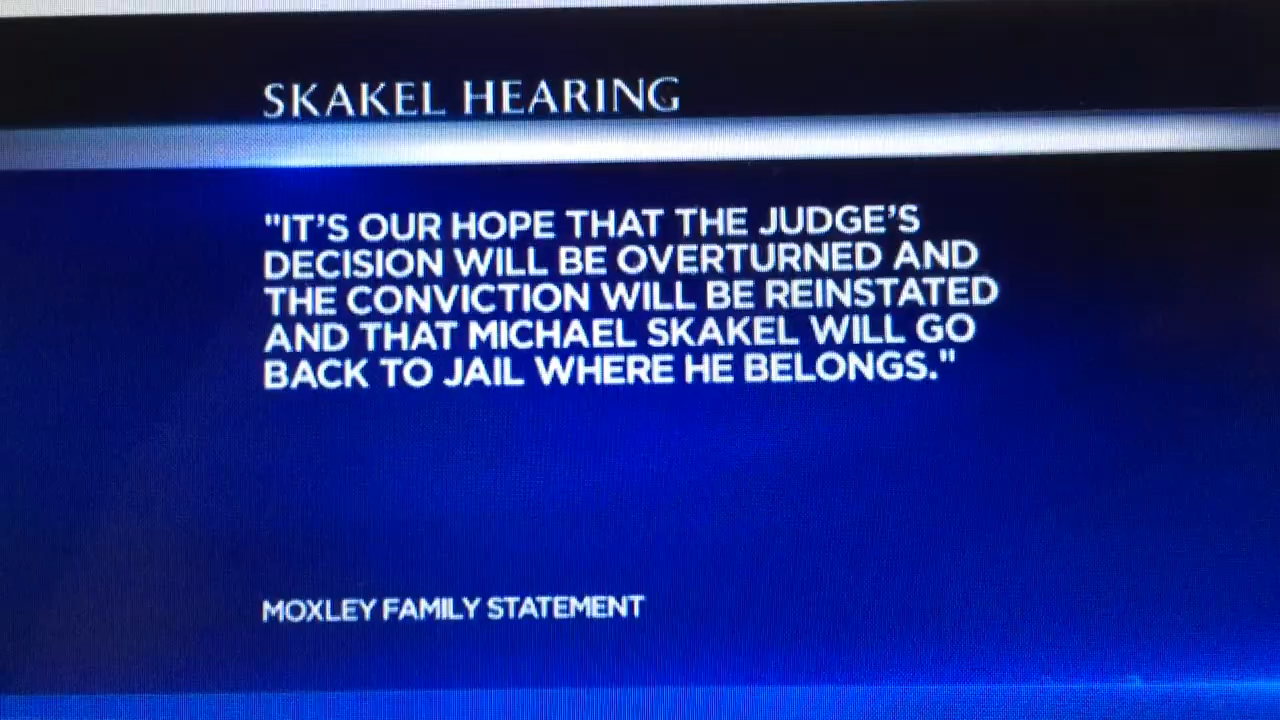 SKAKEL HEARING
"IT’S OUR HOPE THAT THE JUDGE’S
DECISION WILL BE OVERTURNED AND
THE CONVICTION WILL BE REINSTATED
AND THAT MICHAEL SKAKEL WILL GO
BACK TO JAIL WHERE HE BELONGS."
MOXLEY FAMILY STATEMENT